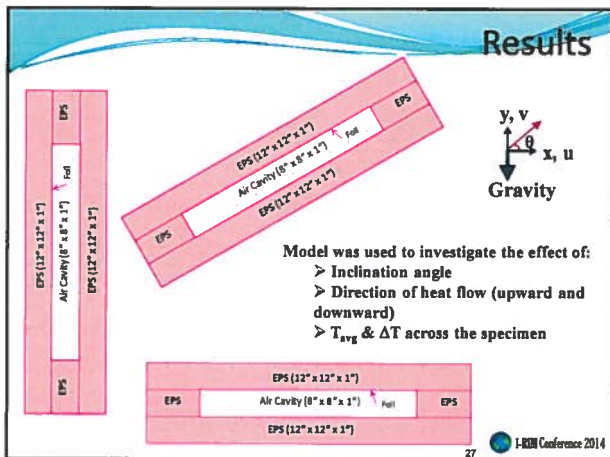 Results
EPS
EPS (12" x 12" x 1")
Air Cavity (8" x 8" x 1")
Foil
EPS (12" x 12" x 1")
EPS
EPS
EPS (12" x 12" x 1")
Foil
Air Cavity (8" x 8" x 1")
EPS (12" x 12" x 1")
EPS
y, v
θ
x, u
Gravity
Model was used to investigate the effect of:
➢ Inclination angle
➢ Direction of heat flow (upward and
downward)
➢ Tavg & ΔT across the specimen
EPS (12" x 12" x 1")
EPS
Air Cavity (8" x 8" x 1")
Foil
EPS
EPS (12" x 12" x 1")
27
Conference 2014